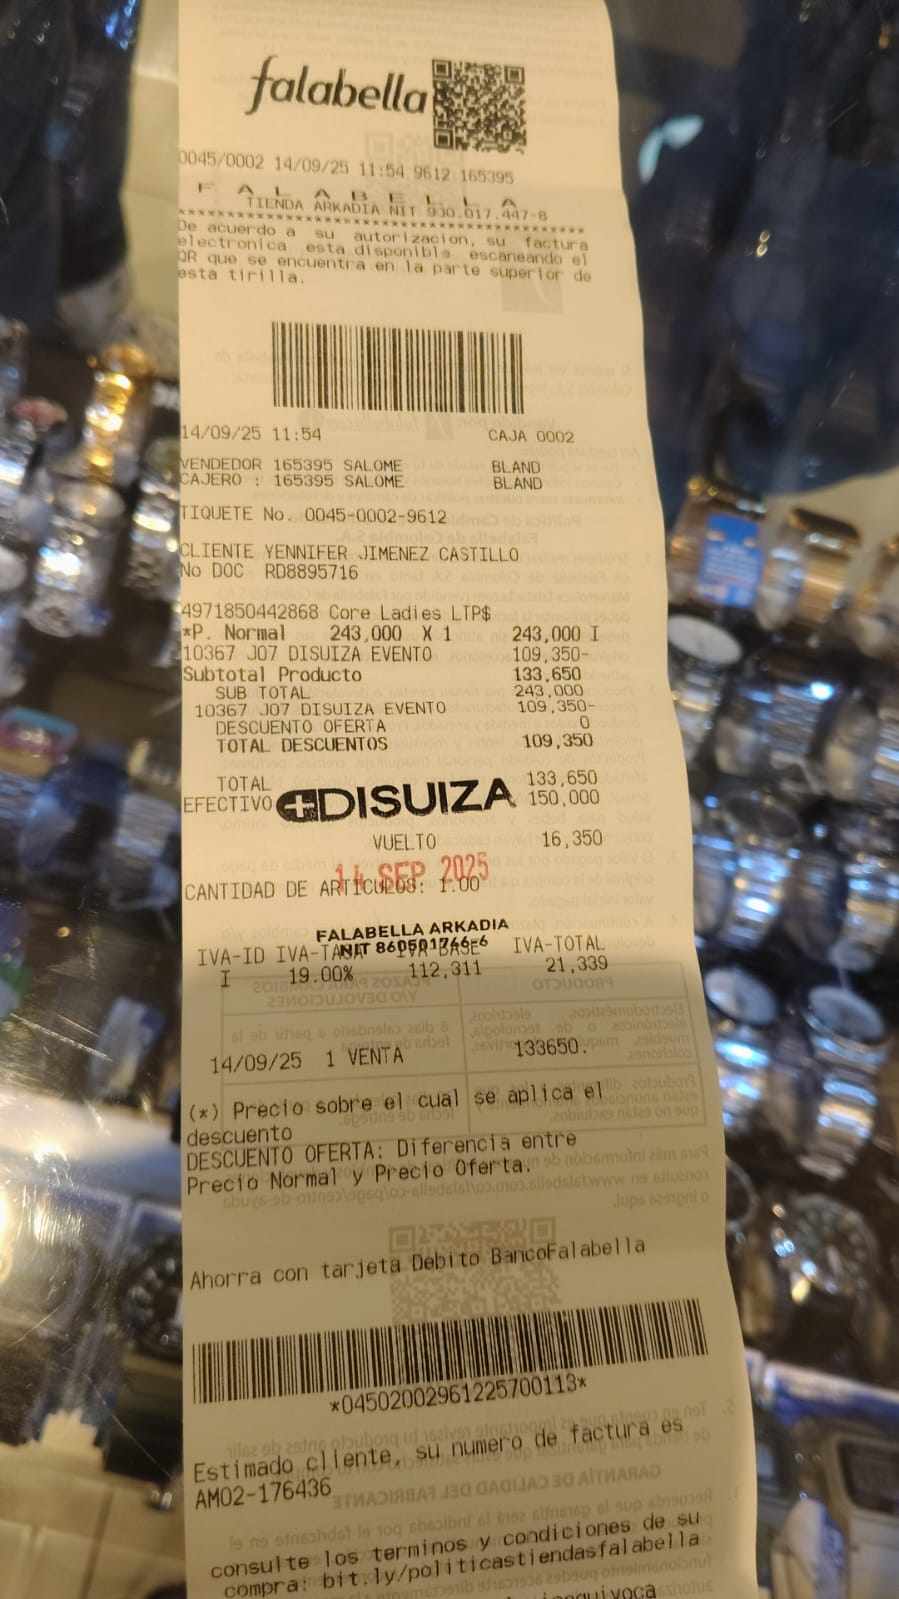 falabella
0045/0002 14/09/25 11:54 9612 165395
F A L A B E L L A
TIENDA ARKADIA NIT 900.017.447-8
****************************************
De acuerdo a su autorizacion, su factura
electronica esta disponible escaneando el
QR que se encuentra en la parte superior de
esta tirilla.
14/09/25 11:54 CAJA 0002
VENDEDOR 165395 SALOME BLAND
CAJERO : 165395 SALOME BLAND
TIQUETE No. 0045-0002-9612
CLIENTE YENNIFER JIMENEZ CASTILLO
No DOC RD8895716
4971850442868 Core Ladies LTP$
*P. Normal 243,000 X 1 243,000 I
10367 J07 DISUIZA EVENTO 109,350-
Subtotal Producto 133,650
SUB TOTAL 243,000
10367 J07 DISUIZA EVENTO 109,350-
DESCUENTO OFERTA 0
TOTAL DESCUENTOS 109,350
TOTAL 133,650
EFECTIVO 150,000
DISUIZA
VUELTO 16,350
14 SEP 2025
CANTIDAD DE ARTICULOS: 1.00
FALABELLA ARKADIA
NIT 860501766-6
IVA-ID IVA-TASA IVA-BASE IVA-TOTAL
I 19.00% 112,311 21,339
14/09/25 1 VENTA 133650.
(*) Precio sobre el cual se aplica el
descuento
DESCUENTO OFERTA: Diferencia entre
Precio Normal y Precio Oferta.
Ahorra con tarjeta Debito BancoFalabella
*04502002961225700113*
Estimado cliente, su numero de factura es
AM02-176436
consulte los terminos y condiciones de su
compra: bit.ly/politicastiendasfalabella